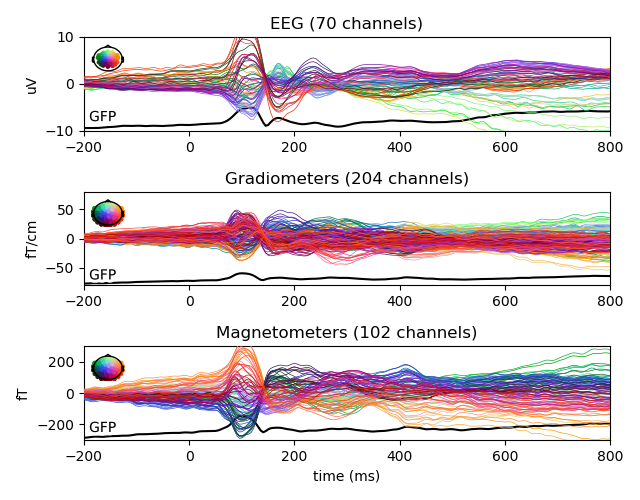 EEG (70 channels)
10
0
−10
uV
GFP
−200 0 200 400 600 800
Gradiometers (204 channels)
50
0
−50
fT/cm
GFP
−200 0 200 400 600 800
Magnetometers (102 channels)
200
0
−200
fT
GFP
−200 0 200 400 600 800
time (ms)